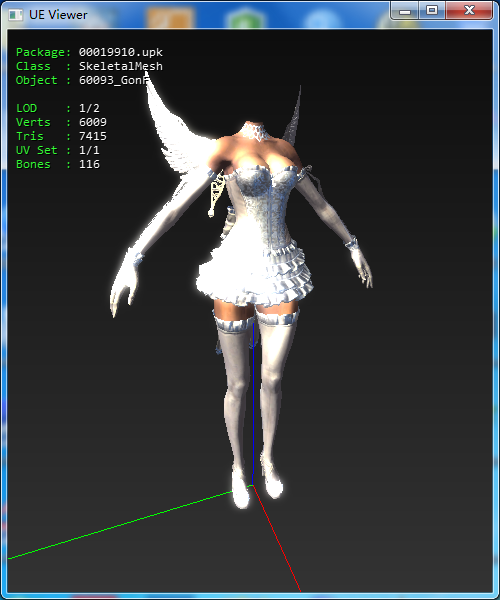 UE Viewer
Package: 00019910.upk
Class : SkeletalMesh
Object : 60093_Gon
LOD : 1/2
Verts : 6009
Tris : 7415
UV Set : 1/1
Bones : 116